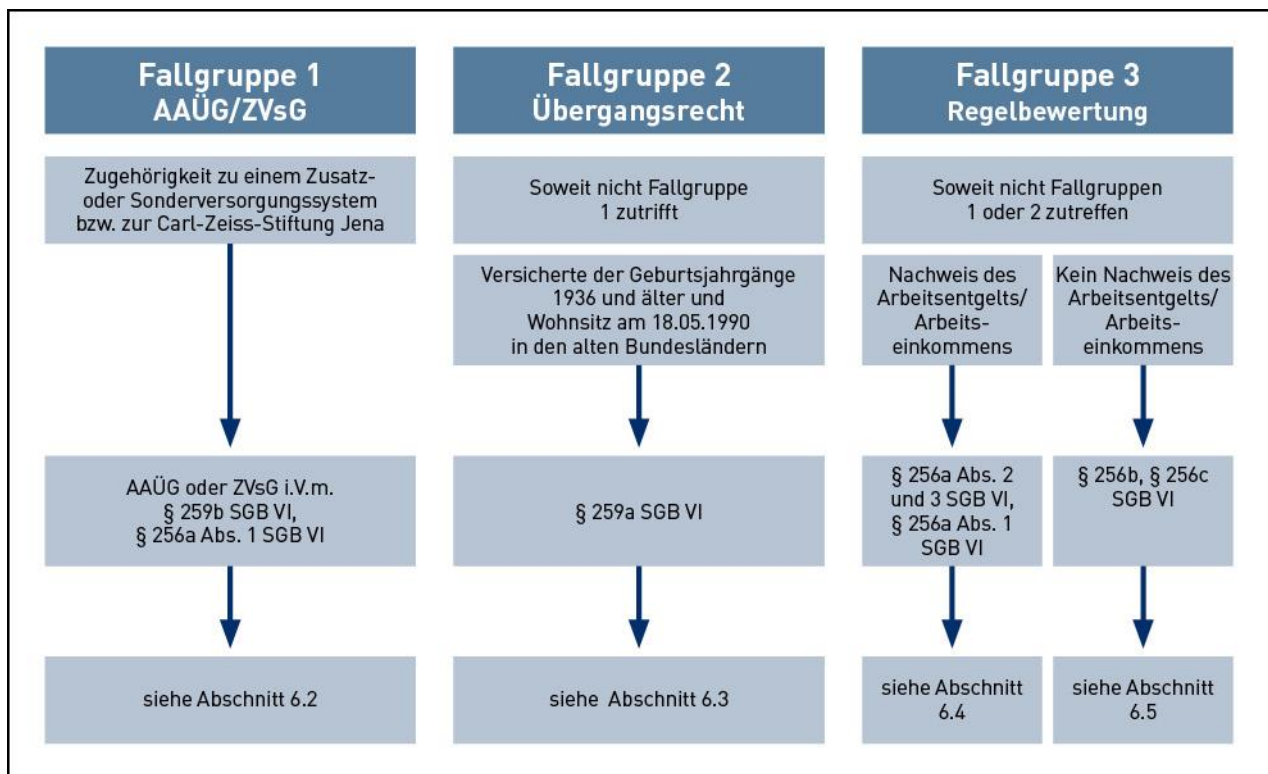 Fallgruppe 1
AAÜG/ZVsG
Zugehörigkeit zu einem Zusatz-
oder Sonderversorgungssystem
bzw. zur Carl-Zeiss-Stiftung Jena
AAÜG oder ZVsG i.V.m.
§ 259b SGB VI,
§ 256a Abs. 1 SGB VI
siehe Abschnitt 6.2
Fallgruppe 2
Übergangsrecht
Soweit nicht Fallgruppe
1 zutrifft
Versicherte der Geburtsjahrgänge
1936 und älter und
Wohnsitz am 18.05.1990
in den alten Bundesländern
§ 259a SGB VI
siehe Abschnitt 6.3
Fallgruppe 3
Regelbewertung
Soweit nicht Fallgruppen
1 oder 2 zutreffen
Nachweis des
Arbeitsentgelts/
Arbeits-
einkommens
§ 256a Abs. 2
und 3 SGB VI,
§ 256a Abs. 1
SGB VI
siehe Abschnitt
6.4
Kein Nachweis des
Arbeitsentgelts/
Arbeits-
einkommens
§ 256b, § 256c
SGB VI
siehe Abschnitt
6.5